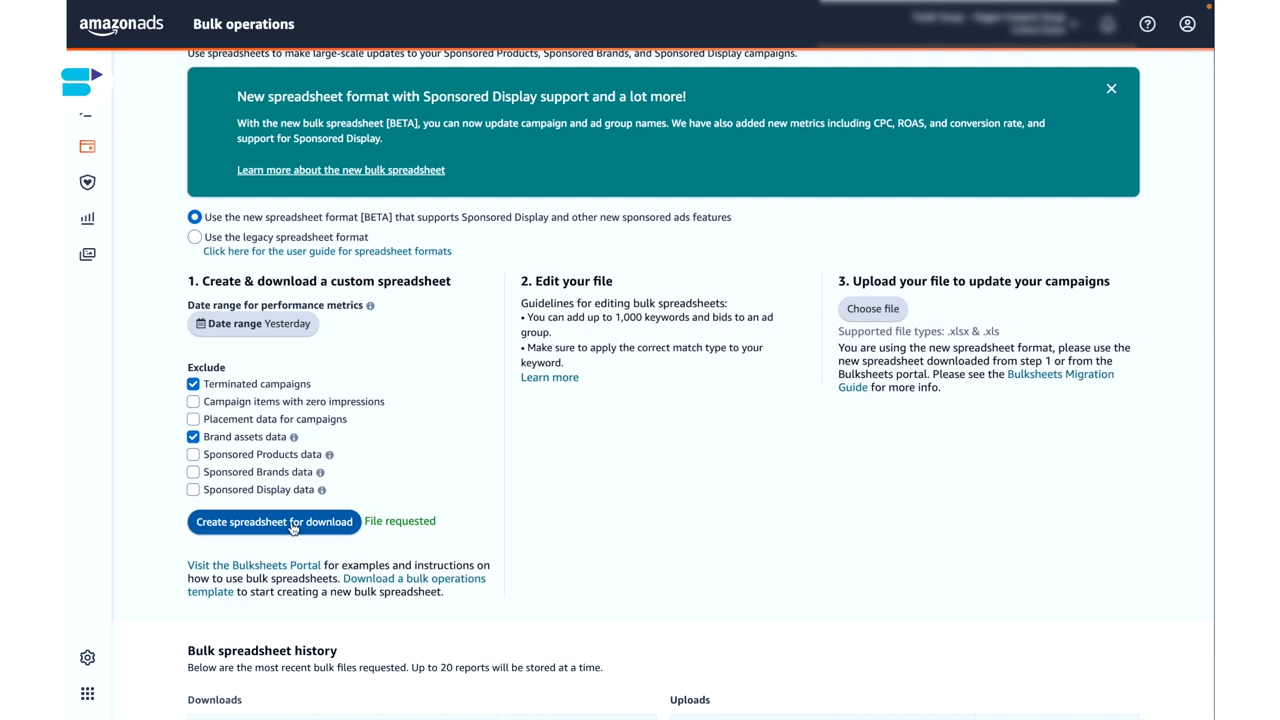 amazonads
Bulk operations
Use spreadsheets to make large-scale updates to your Sponsored Products, Sponsored Brands, and Sponsored Display campaigns.
New spreadsheet format with Sponsored Display support and a lot more!
With the new bulk spreadsheet [BETA], you can now update campaign and ad group names. We have also added new metrics including CPC, ROAS, and conversion rate, and
support for Sponsored Display.
Learn more about the new bulk spreadsheet
Use the new spreadsheet format [BETA] that supports Sponsored Display and other new sponsored ads features
Use the legacy spreadsheet format
Click here for the user guide for spreadsheet formats
1. Create & download a custom spreadsheet
Date range for performance metrics
Date range Yesterday
Exclude
Terminated campaigns
Campaign items with zero impressions
Placement data for campaigns
Brand assets data
Sponsored Products data
Sponsored Brands data
Sponsored Display data
Create spreadsheet for download
File requested
Visit the Bulksheets Portal for examples and instructions on
how to use bulk spreadsheets. Download a bulk operations
template to start creating a new bulk spreadsheet.
2. Edit your file
Guidelines for editing bulk spreadsheets:
• You can add up to 1,000 keywords and bids to an ad
group.
• Make sure to apply the correct match type to your
keyword.
Learn more
3. Upload your file to update your campaigns
Choose file
Supported file types: .xlsx & .xls
You are using the new spreadsheet format, please use the
new spreadsheet downloaded from step 1 or from the
Bulksheets portal. Please see the Bulksheets Migration
Guide for more info.
Bulk spreadsheet history
Below are the most recent bulk files requested. Up to 20 reports will be stored at a time.
Downloads
Uploads